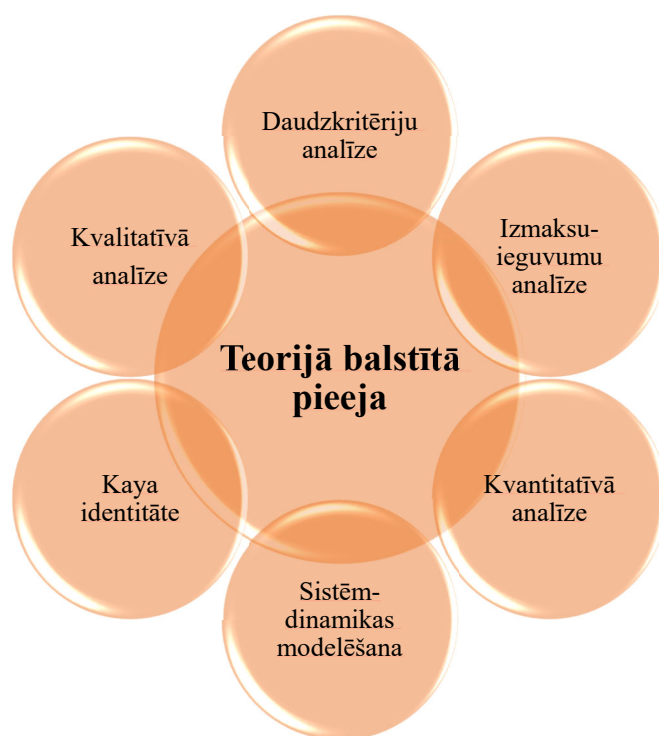 Daudzkritēriju
analīze
Izmaksu-
ieguvumu
analīze
Kvantitatīvā
analīze
Sistēm-
dinamikas
modelēšana
Kaya
identitāte
Kvalitatīvā
analīze
Teorijā balstītā
pieeja